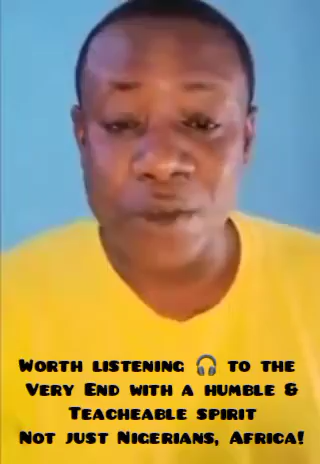 Worth listening 🎧 to the
Very End with a humble &
Teacheable spirit
Not just Nigerians, Africa!